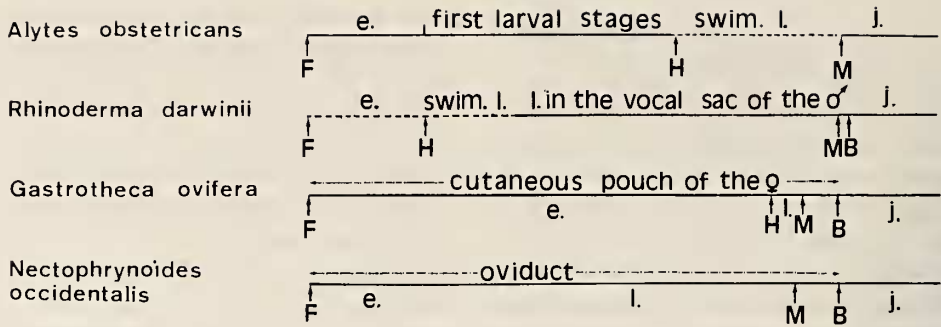 e. first larval stages swim. l. j.
Alytes obstetricans
F H M
e. swim. l. l. in the vocal sac of the ♂ j.
Rhinoderma darwinii
F H M B
Gastrotheca ovifera cutaneous pouch of the ♀
e. l. j.
F H M B
Nectophrynoides
occidentalis
oviduct
e. l. j.
F M B